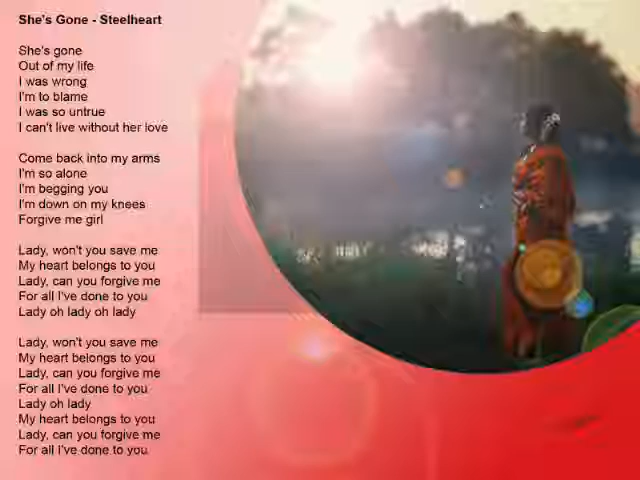 She's Gone - Steelheart
She's gone
Out of my life
I was wrong
I'm to blame
I was so untrue
I can't live without her love
Come back into my arms
I'm so alone
I'm begging you
I'm down on my knees
Forgive me girl
Lady, won't you save me
My heart belongs to you
Lady, can you forgive me
For all I've done to you
Lady oh lady oh lady
Lady, won't you save me
My heart belongs to you
Lady, can you forgive me
For all I've done to you
Lady oh lady
My heart belongs to you
Lady, can you forgive me
For all I've done to you